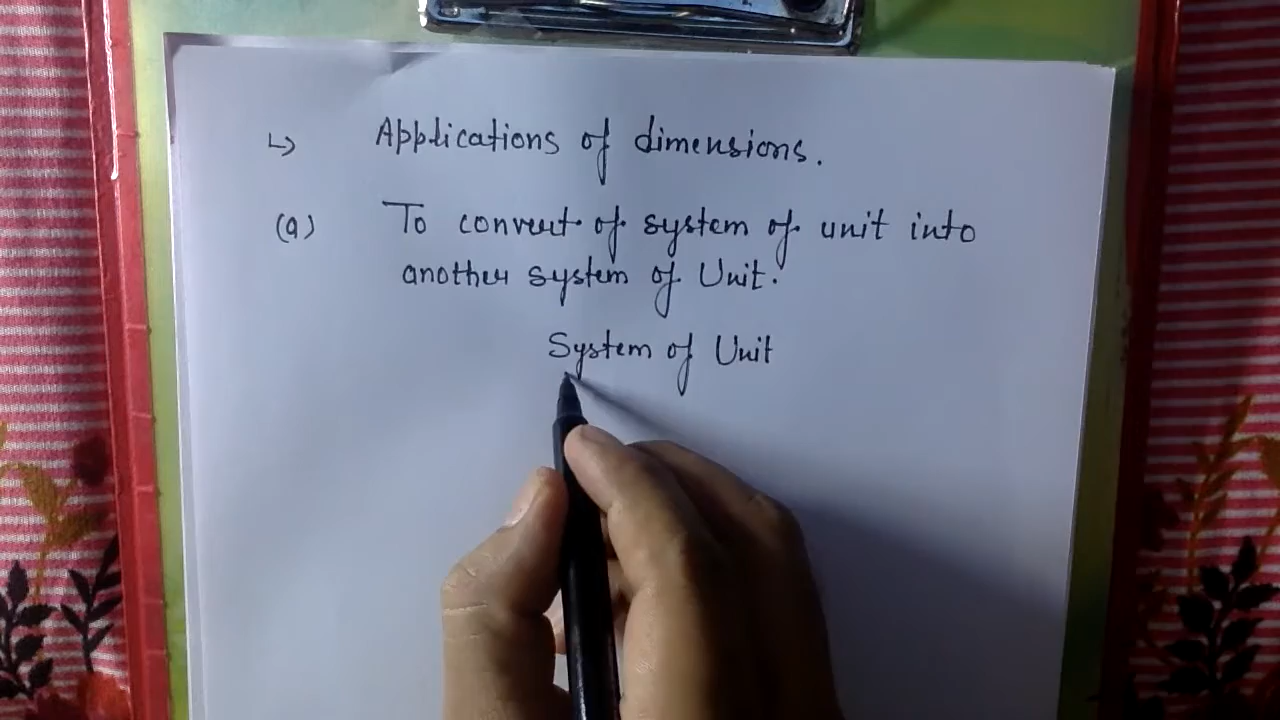 ↳ Applications of dimensions.
(a) To convert of system of unit into
another system of Unit.
System of Unit